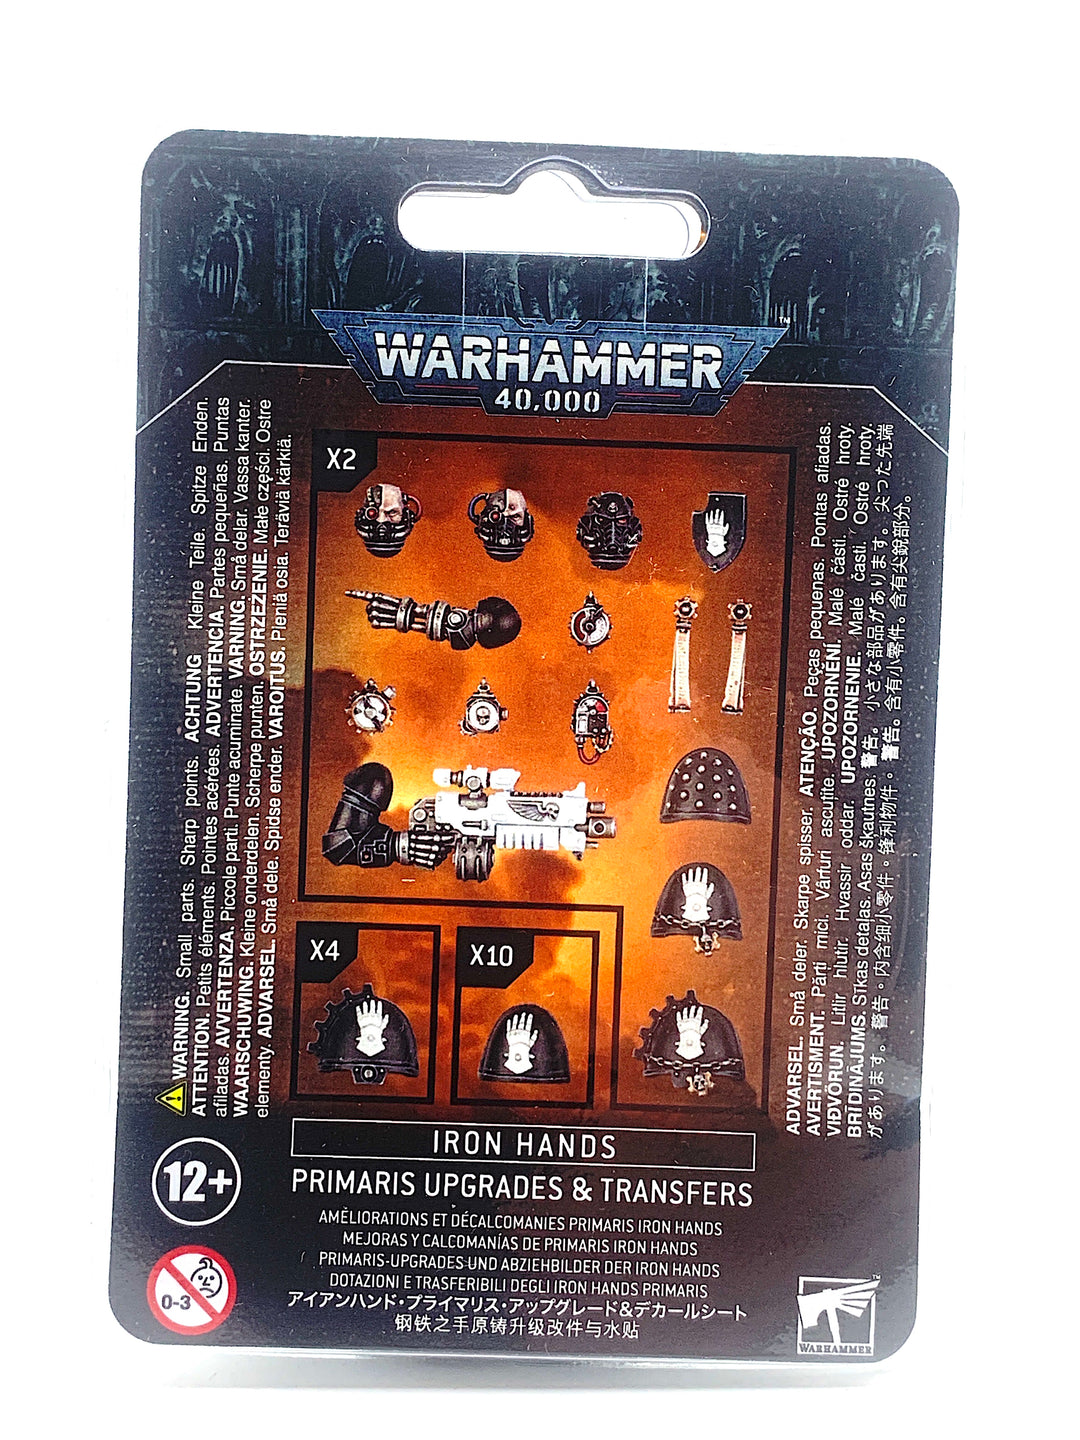 WARHAMMER™
40,000
X2
X4
X10
WARNING. Small parts. Sharp points. ACHTUNG Kleine Teile. Spitze Enden.
ATTENTION. Petits éléments. Pointes acérées. ADVERTENCIA. Partes pequeñas. Puntas
afiladas. AVVERTENZA. Piccole parti. Punte acuminate. VARNING. Små delar. Vassa kanter.
WAARSCHUWING. Kleine onderdelen. Scherpe punten. OSTRZEZENIE. Małe części. Ostre
elementy. ADVARSEL. Små dele. Spidse ender. VAROITUS. Pieniä osia. Teräviä kärkiä.
ADVARSEL. Små deler. Skarpe spisser. ATENÇÃO. Peças pequenas. Pontas afiadas.
AVERTISMENT. Părți mici. Vârfuri ascuțite. UPOZORNĚNÍ. Malé části. Ostré hroty.
VIÐVÖRUN. Litlir hlutir. Hvassir oddar. UPOZORNENIE. Malé časti. Ostré hroty.
BRĪDINĀJUMS. Sīkas detaļas. Asas šķautnes. 警告。小さな部品があります。尖つた先端
があります。警告。内含细小零件。锋利物件。警告。含有小零件。含有尖銳部分。
12+
0-3
IRON HANDS
PRIMARIS UPGRADES & TRANSFERS
AMÉLIORATIONS ET DÉCALCOMANIES PRIMARIS IRON HANDS
MEJORAS Y CALCOMANÍAS DE PRIMARIS IRON HANDS
PRIMARIS-UPGRADES UND ABZIEHBILDER DER IRON HANDS
DOTAZIONI E TRASFERIBILI DEGLI IRON HANDS PRIMARIS
アイアンハンド・プライマリス・アップグレード&デカールシート
钢铁之手原铸升级改件与水贴
WARHAMMER™